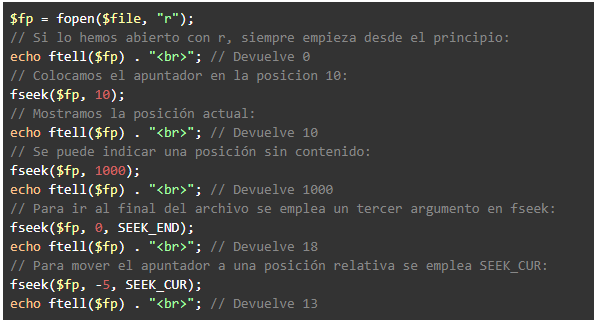 $fp = fopen($file, "r");
// Si lo hemos abierto con r, siempre empieza desde el principio:
echo ftell($fp) . "<br>"; // Devuelve 0
// Colocamos el apuntador en la posicion 10:
fseek($fp, 10);
// Mostramos la posición actual:
echo ftell($fp) . "<br>"; // Devuelve 10
// Se puede indicar una posición sin contenido:
fseek($fp, 1000);
echo ftell($fp) . "<br>"; // Devuelve 1000
// Para ir al final del archivo se emplea un tercer argumento en fseek:
fseek($fp, 0, SEEK_END);
echo ftell($fp) . "<br>"; // Devuelve 18
// Para mover el apuntador a una posición relativa se emplea SEEK_CUR:
fseek($fp, -5, SEEK_CUR);
echo ftell($fp) . "<br>"; // Devuelve 13